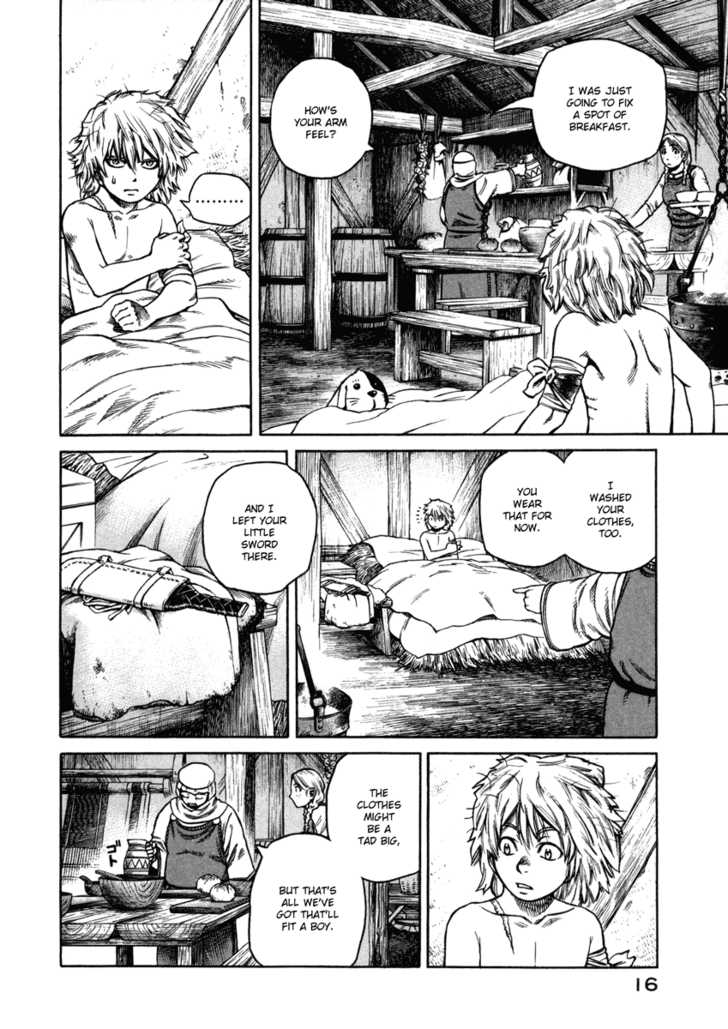 I WAS JUST
GOING TO FIX
A SPOT OF
BREAKFAST.
HOW'S
YOUR ARM
FEEL?
........
I
WASHED
YOUR
CLOTHES,
TOO.
YOU
WEAR
THAT FOR
NOW.
AND I
LEFT YOUR
LITTLE
SWORD
THERE.
THE
CLOTHES
MIGHT
BE A
TAD BIG,
BUT THAT'S
ALL WE'VE
GOT THAT'LL
FIT A BOY.
ゴト
16